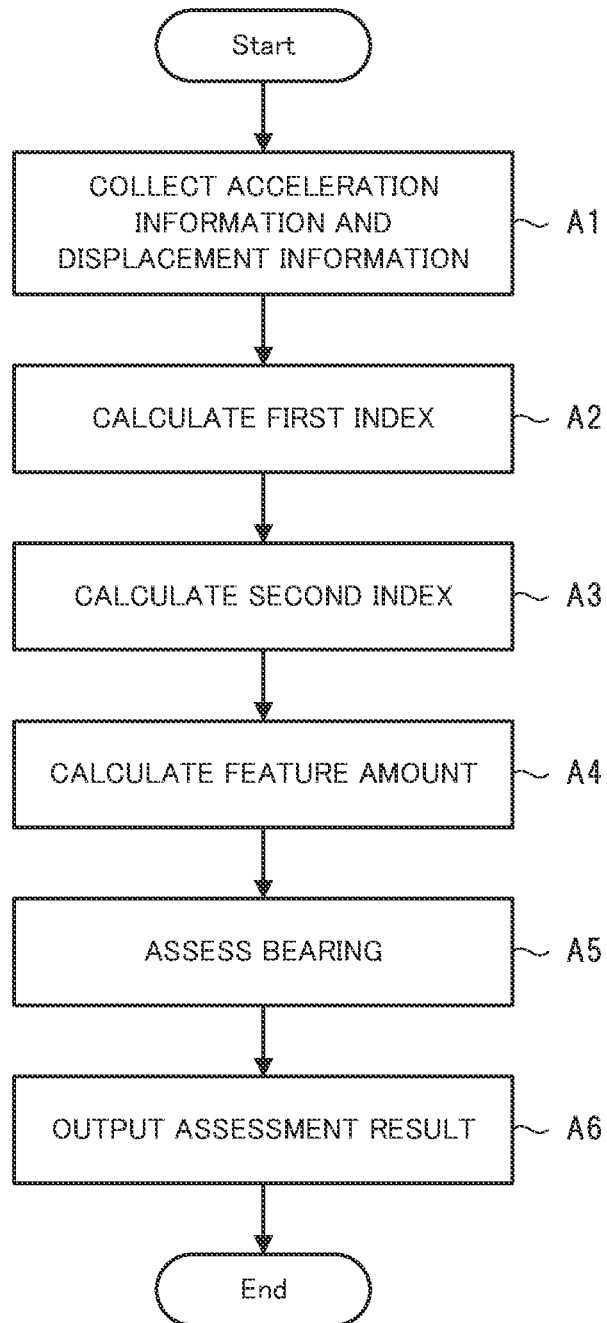 Start
COLLECT ACCELERATION
INFORMATION AND
DISPLACEMENT INFORMATION
A1
CALCULATE FIRST INDEX
A2
CALCULATE SECOND INDEX
A3
CALCULATE FEATURE AMOUNT
A4
ASSESS BEARING
A5
OUTPUT ASSESSMENT RESULT
A6
End